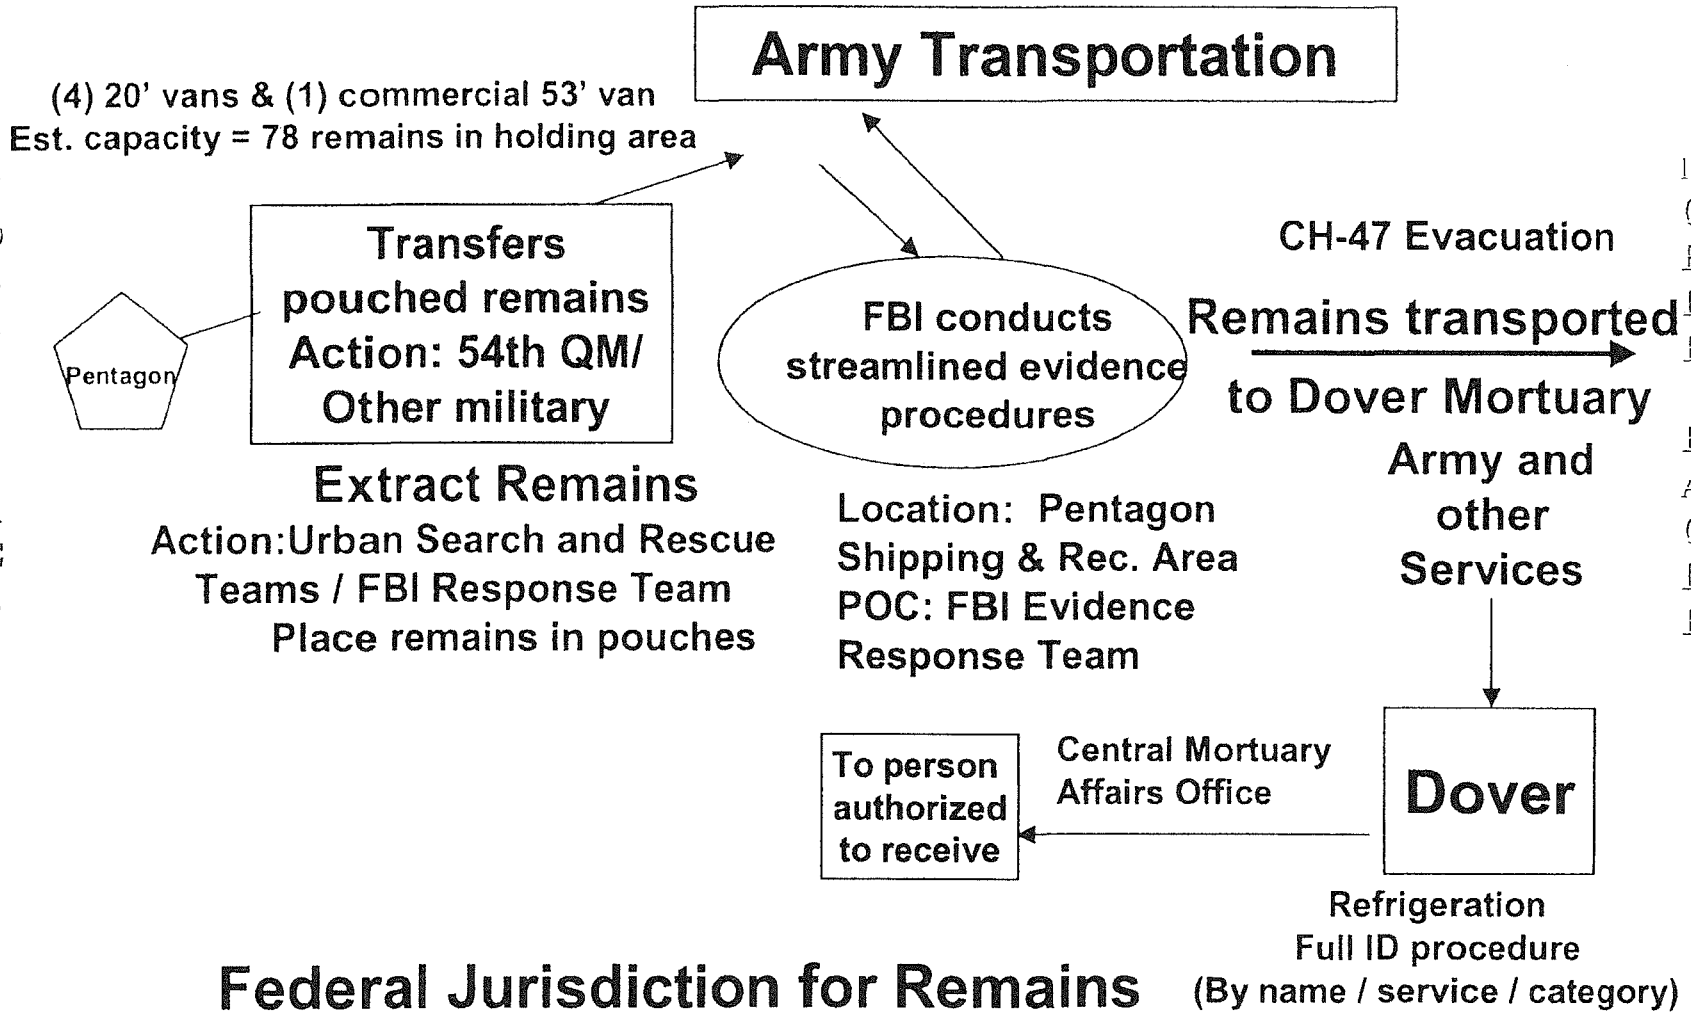 Army Transportation
(4) 20' vans & (1) commercial 53' van
Est. capacity = 78 remains in holding area
Transfers
pouched remains
Action: 54th QM/
Other military
Pentagon
Extract Remains
Action:Urban Search and Rescue
Teams / FBI Response Team
Place remains in pouches
FBI conducts
streamlined evidence
procedures
Location: Pentagon
Shipping & Rec. Area
POC: FBI Evidence
Response Team
CH-47 Evacuation
Remains transported
to Dover Mortuary
Army and
other
Services
Dover
Refrigeration
Full ID procedure
(By name / service / category)
Central Mortuary
Affairs Office
To person
authorized
to receive
Federal Jurisdiction for Remains